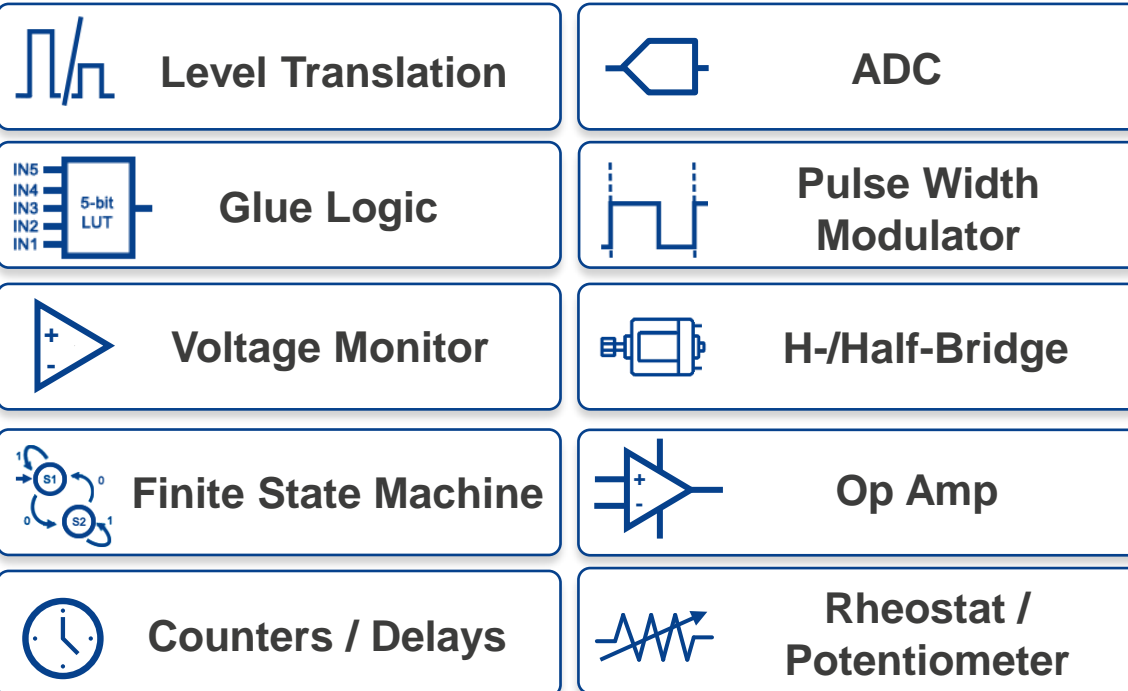 Level Translation
ADC
IN5
IN4
IN3
IN2
IN1
5-bit
LUT
Glue Logic
Pulse Width
Modulator
+
-
Voltage Monitor
H-/Half-Bridge
1
S1
0
0
S2
1
Finite State Machine
+
-
Op Amp
Counters / Delays
Rheostat /
Potentiometer